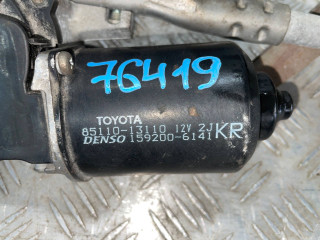 76419
TOYOTA
85110-13110 12V 2J
DENSO 159200-6141 KR